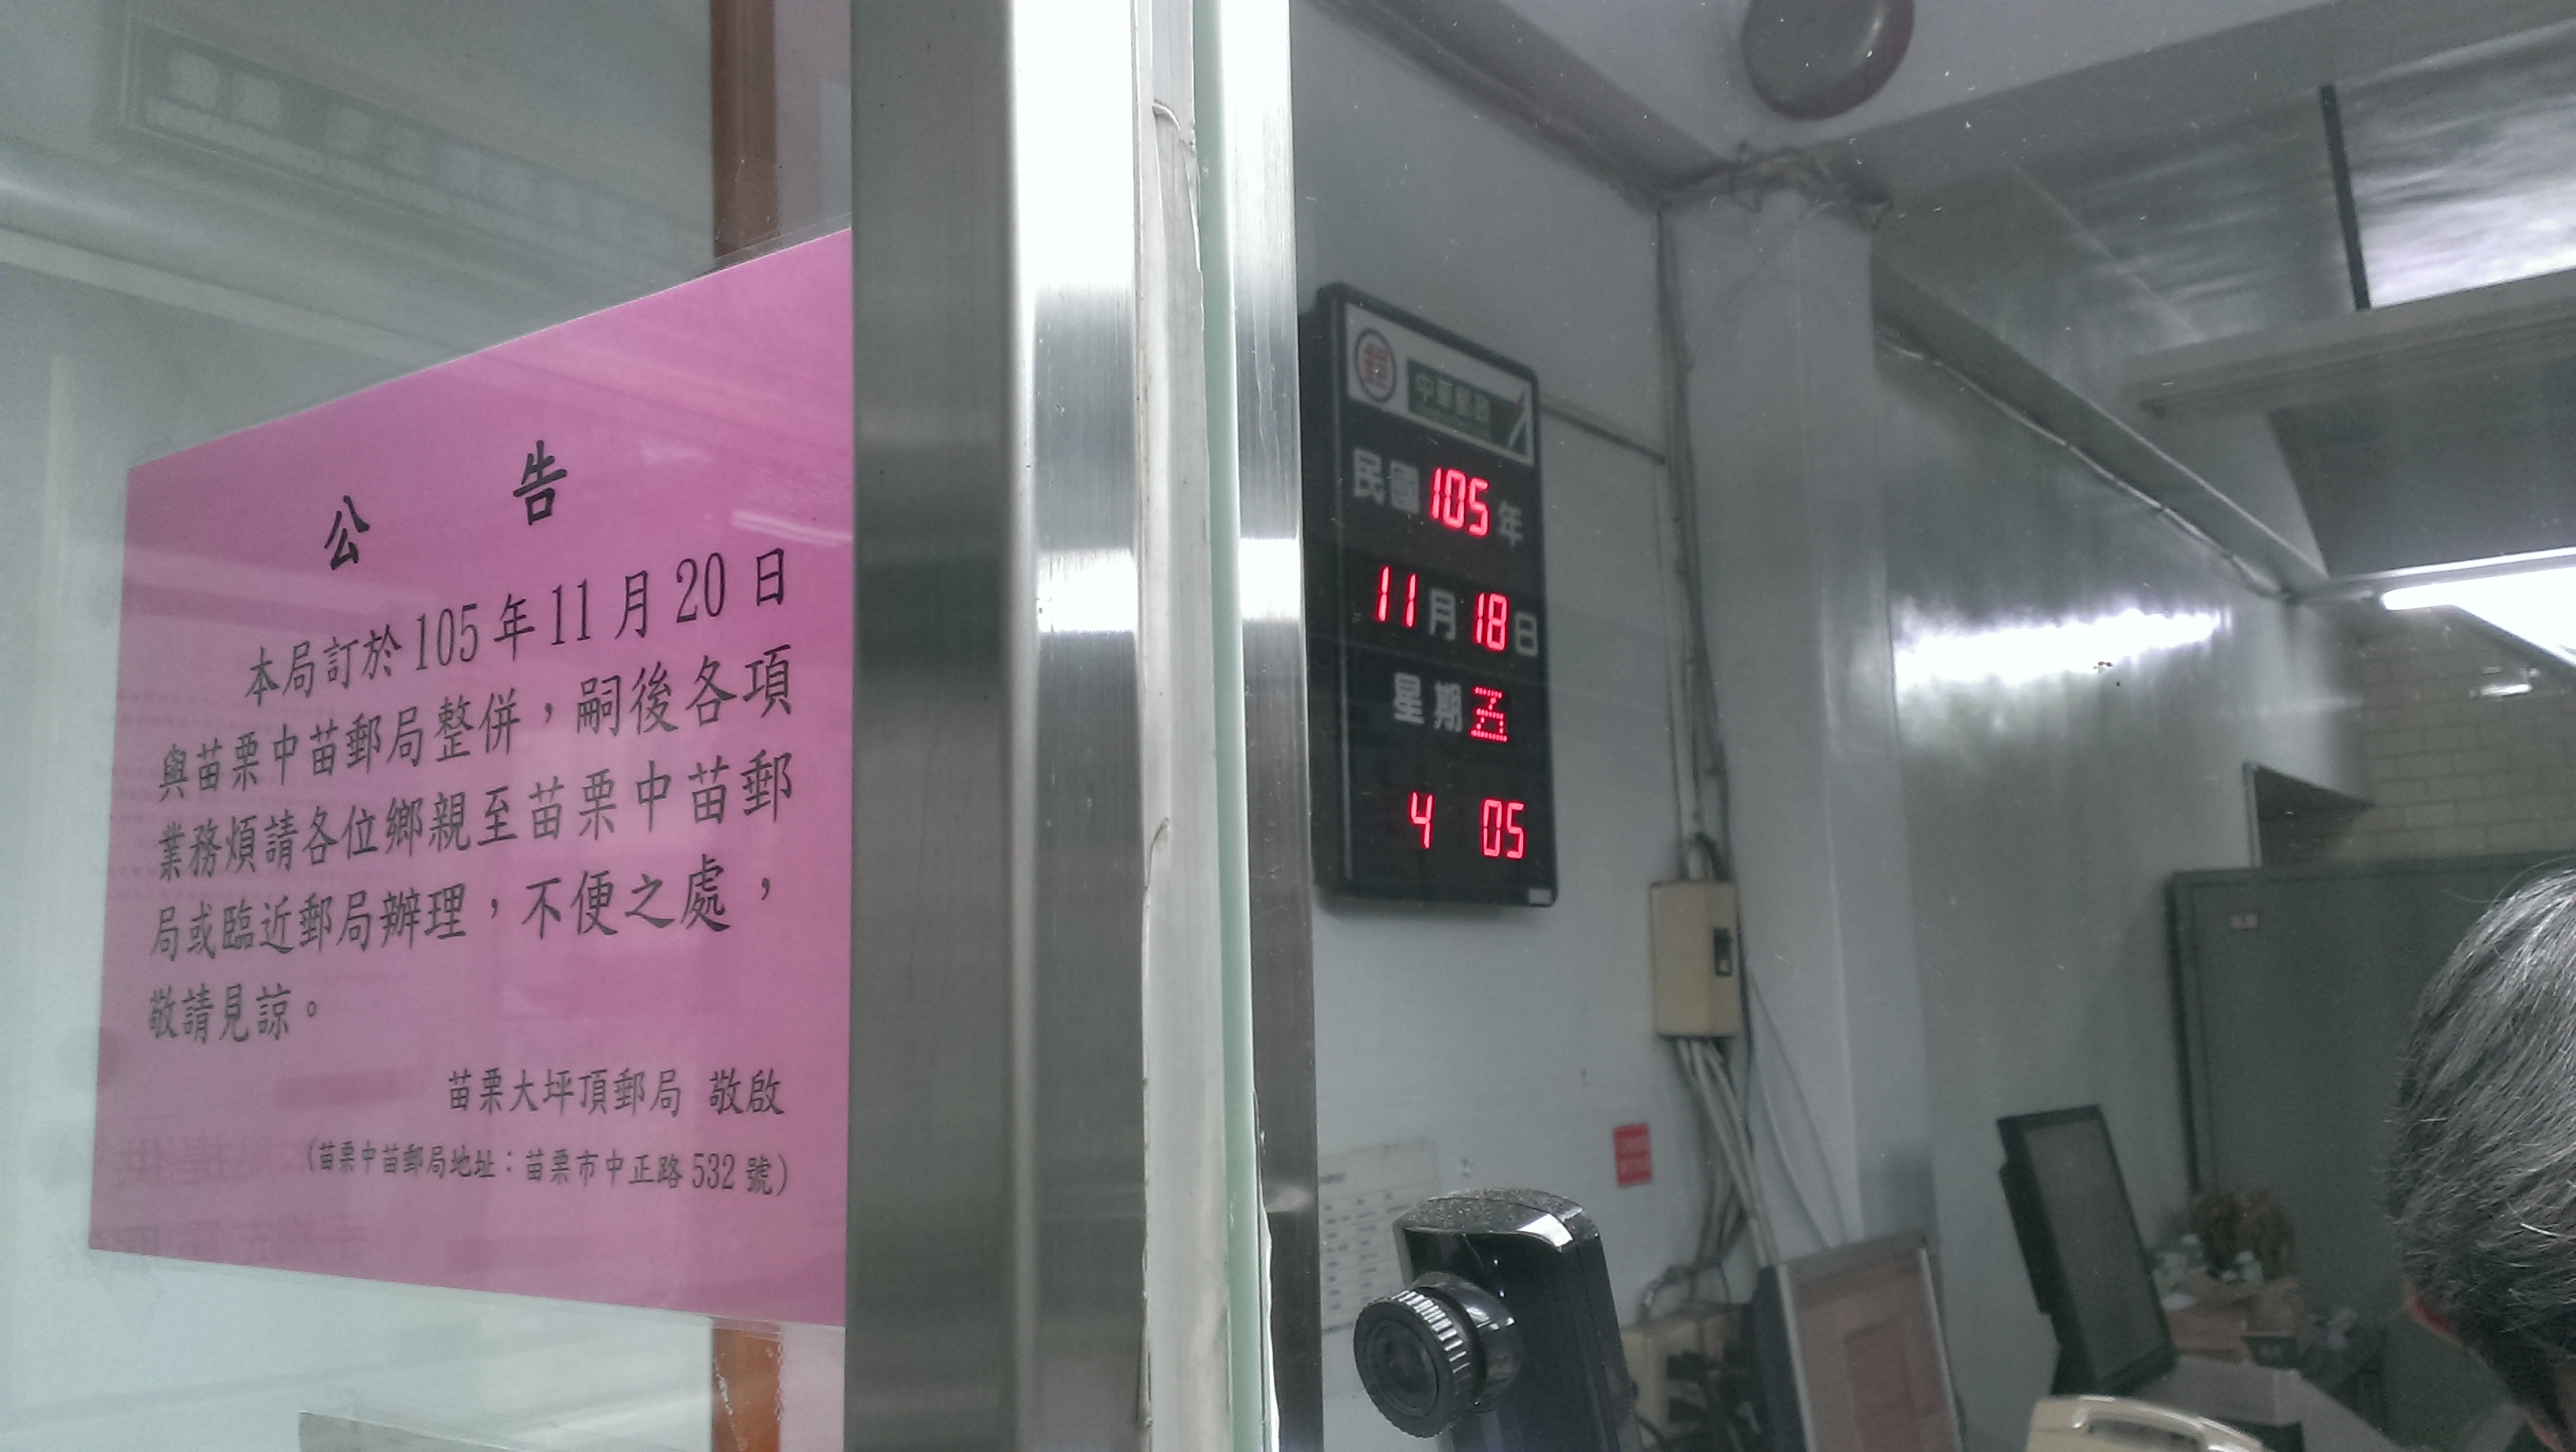 公告
本局訂於105年11月20日
與苗栗中苗郵局整併，嗣後各項
業務煩請各位鄉親至苗栗中苗郵
局或臨近郵局辦理，不便之處，
敬請見諒。
苗栗大坪頂郵局 敬啟
(苗栗中苗郵局地址：苗栗市中正路532號)
中華郵政
民國105年
11月18日
星期五
4 05